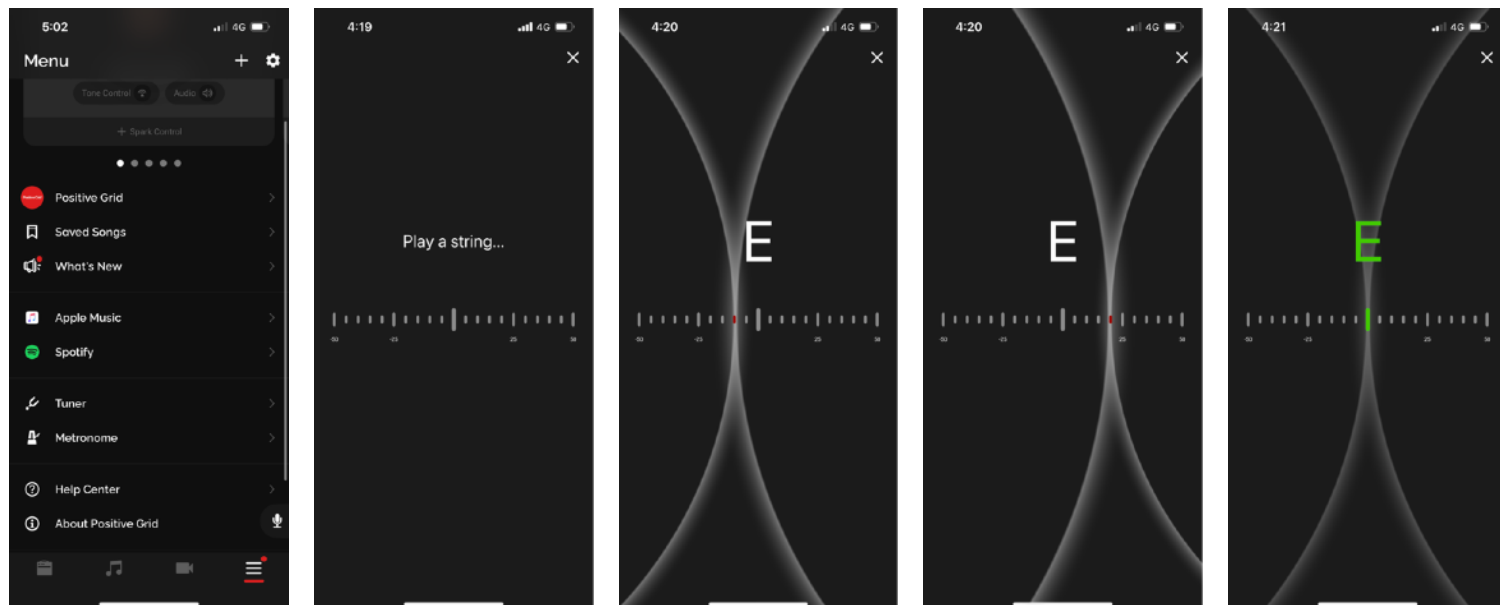 5:02
4G
Menu
Tone Control
Audio
+ Spark Control
Positive Grid
Saved Songs
What's New
Apple Music
Spotify
Tuner
Metronome
Help Center
About Positive Grid
4:19
4G
Play a string...
-50 -25 25 50
4:20
4G
E
-50 -25 25 50
4:20
4G
E
-50 -25 25 50
4:21
4G
E
-50 -25 25 50